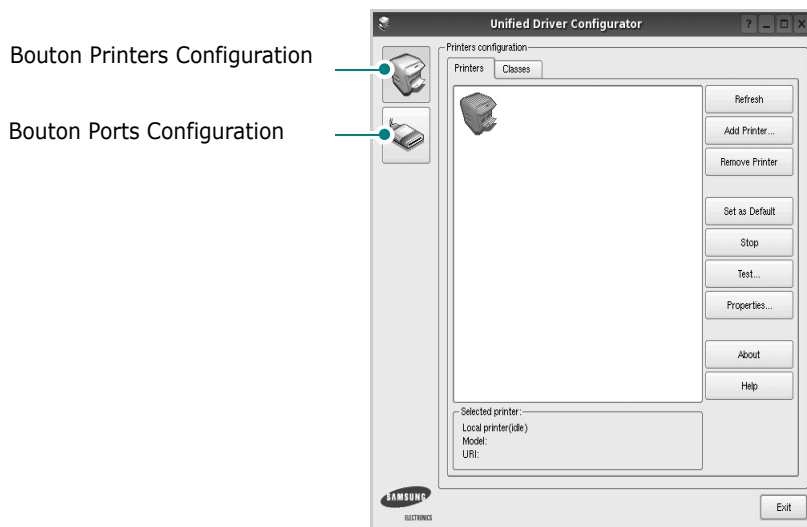 Unified Driver Configurator
Bouton Printers Configuration
Bouton Ports Configuration
Printers configuration
Printers
Classes
Refresh
Add Printer...
Remove Printer
Set as Default
Stop
Test...
Properties...
About
Help
Selected printer:
Local printer(idle)
Model:
URI:
SAMSUNG
ELECTRONICS
Exit